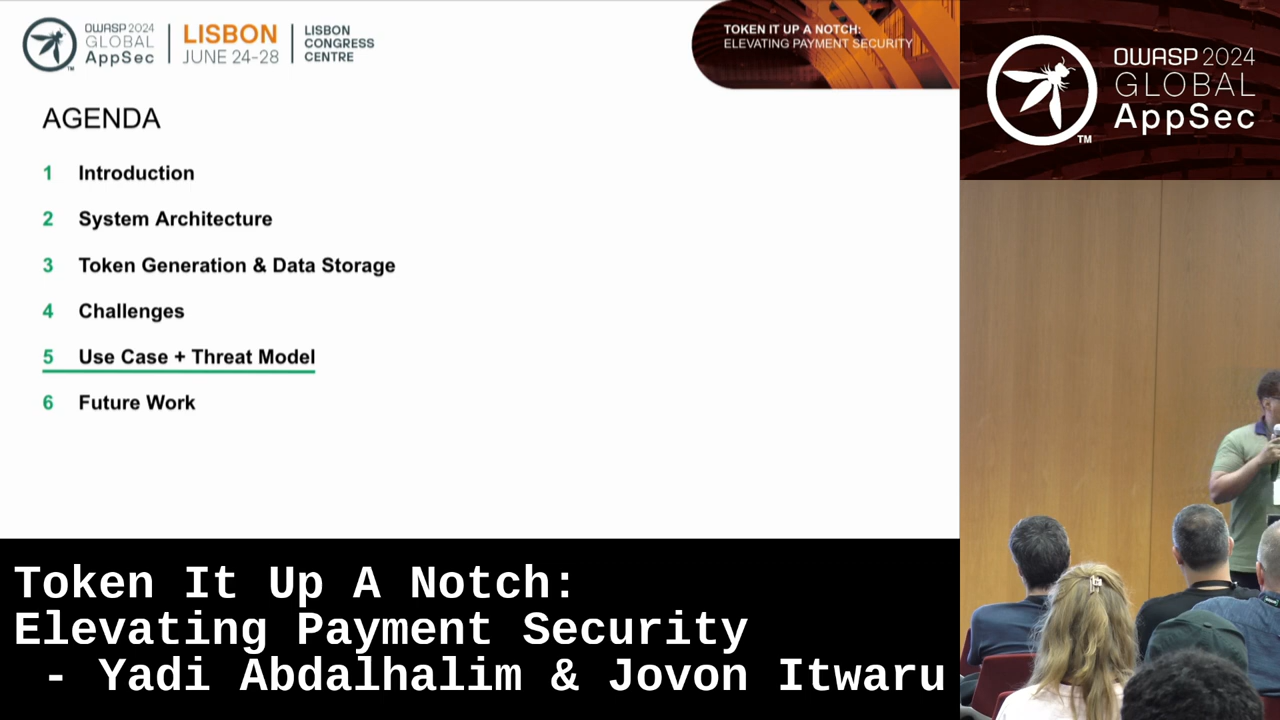 OWASP 2024
GLOBAL
AppSec
TM
LISBON
JUNE 24-28
LISBON
CONGRESS
CENTRE
TOKEN IT UP A NOTCH:
ELEVATING PAYMENT SECURITY
OWASP 2024
GLOBAL
AppSec
TM
AGENDA
1 Introduction
2 System Architecture
3 Token Generation & Data Storage
4 Challenges
5 Use Case + Threat Model
6 Future Work
Token It Up A Notch:
Elevating Payment Security
- Yadi Abdalhalim & Jovon Itwaru